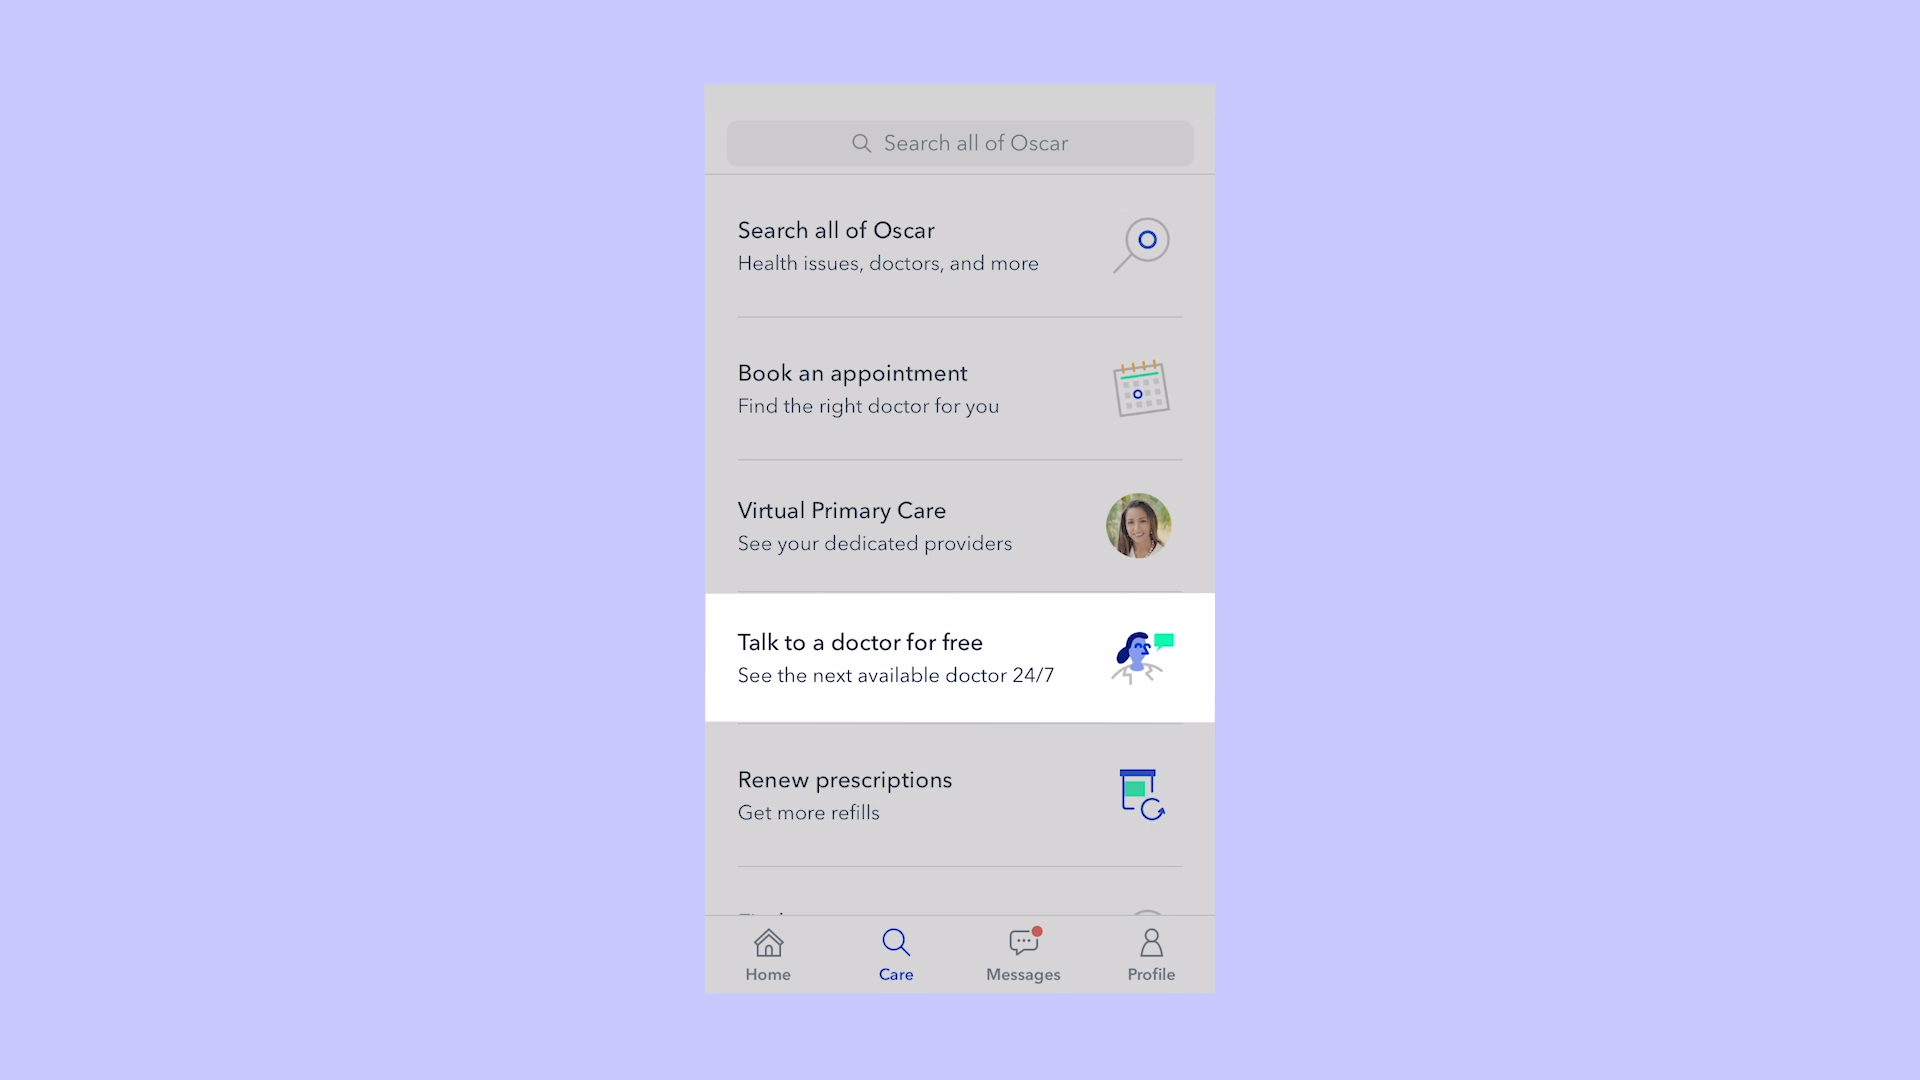 Search all of Oscar
Search all of Oscar
Health issues, doctors, and more
Book an appointment
Find the right doctor for you
Virtual Primary Care
See your dedicated providers
Talk to a doctor for free
See the next available doctor 24/7
Renew prescriptions
Get more refills
Home
Care
Messages
Profile